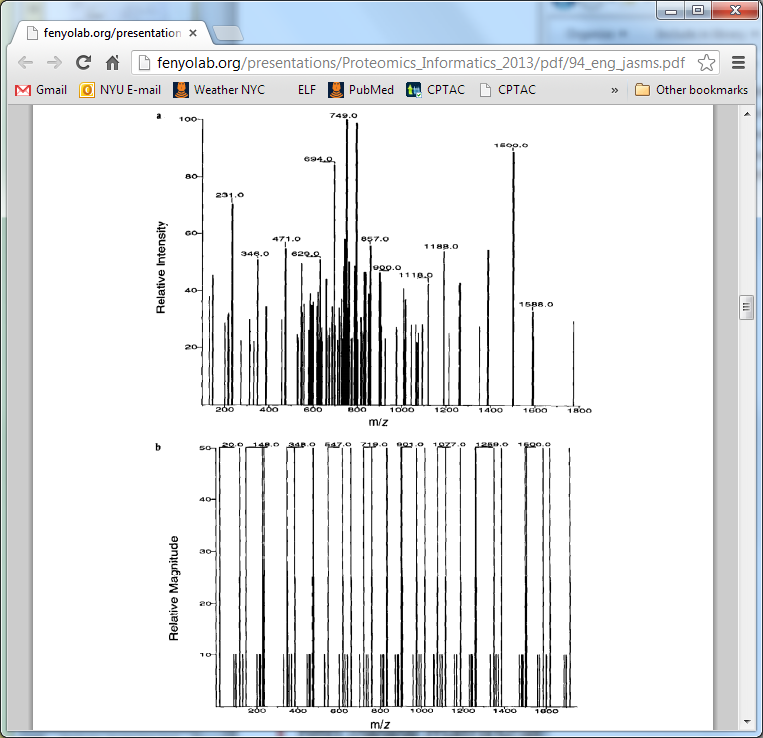 fenyolab.org/presentation
fenyolab.org/presentations/Proteomics_Informatics_2013/pdf/94_eng_jasms.pdf
Gmail NYU E-mail Weather NYC ELF PubMed CPTAC CPTAC » Other bookmarks
a
100
80
60
40
20
Relative Intensity
749.0
1500.0
694.0
231.0
471.0
346.0
629.0
857.0
900.0
1118.0
1188.0
1588.0
200 400 600 800 1000 1200 1400 1600 1800
m/z
b
50
40
30
20
10
Relative Magnitude
20.0 148.0 348.0 547.0 719.0 901.0 1077.0 1259.0 1500.0
200 400 600 800 1000 1200 1400 1600
m/z